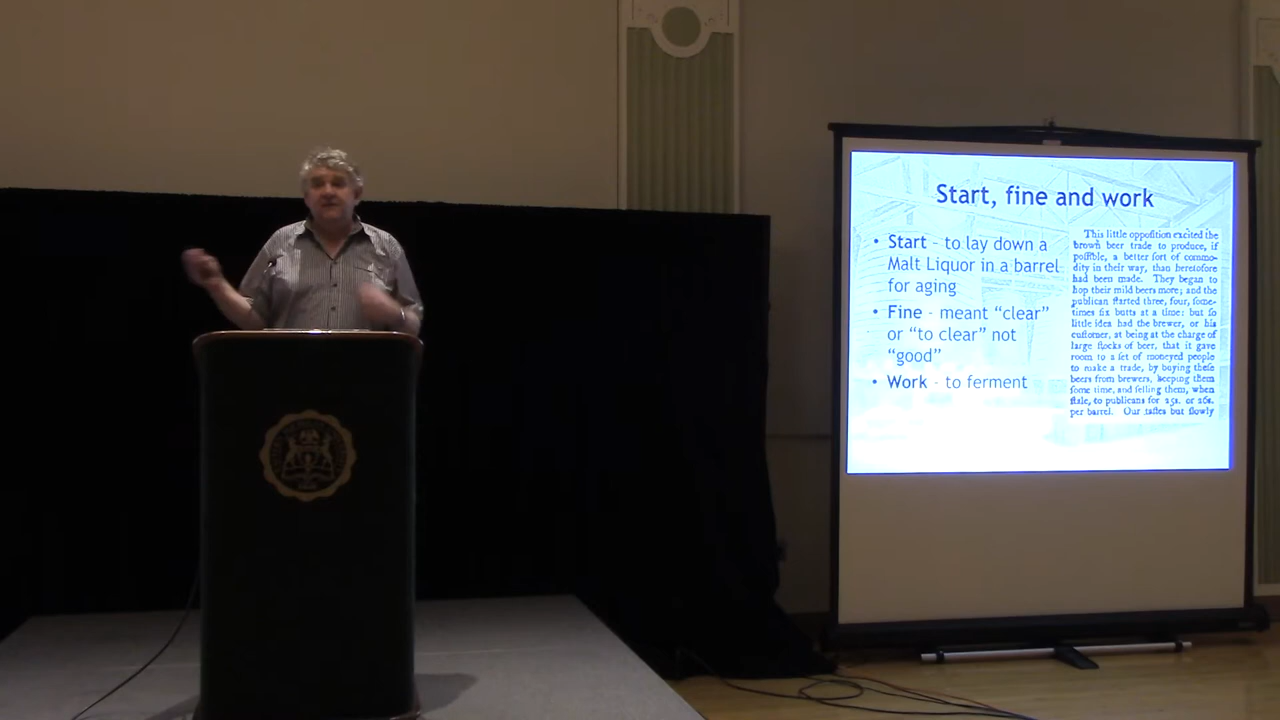 Start, fine and work
• Start – to lay down a
Malt Liquor in a barrel
for aging
• Fine – meant “clear”
or “to clear” not
“good”
• Work – to ferment
This little oppoſition excited the
brown beer trade to produce, if
poſſible, a better ſort of commo-
dity in their way, than heretofore
had been made. They began to
hop their mild beers more; and the
publican ſtarted three, four, ſome-
times ſix butts at a time: but ſo
little idea had the brewer, or his
cuſtomer, at being at the charge of
large ſtocks of beer, that it gave
room to a ſet of moneyed people
to make a trade, by buying theſe
beers from brewers, keeping them
ſome time, and ſelling them, when
ſtale, to publicans for 25s. or 26s.
per barrel. Our taſtes but ſlowly